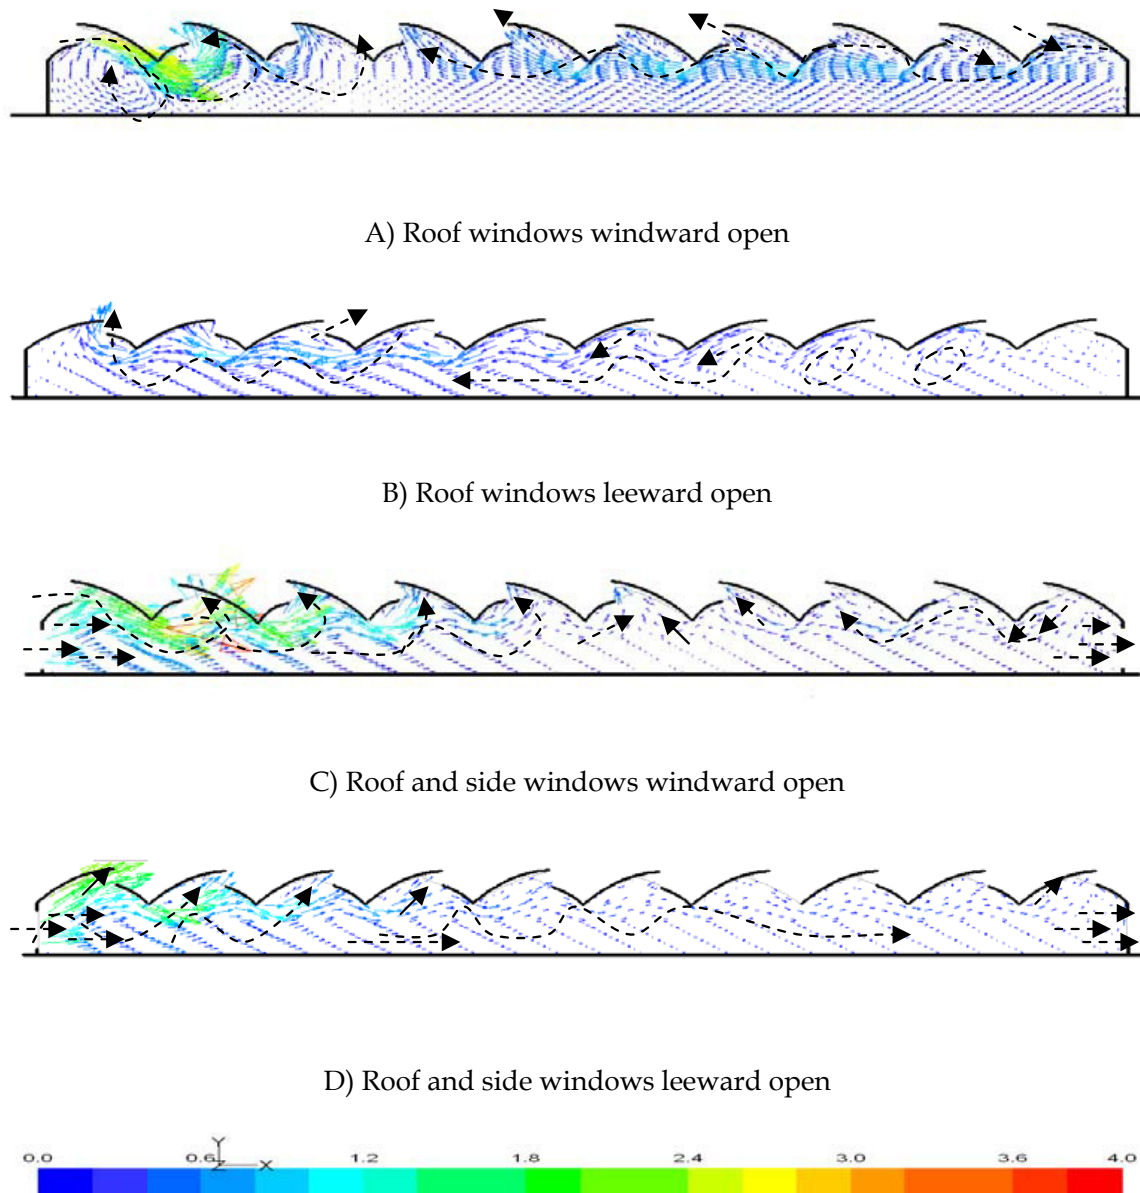 A) Roof windows windward open
B) Roof windows leeward open
C) Roof and side windows windward open
D) Roof and side windows leeward open
Y
Z X
0.0 0.6 1.2 1.8 2.4 3.0 3.6 4.0